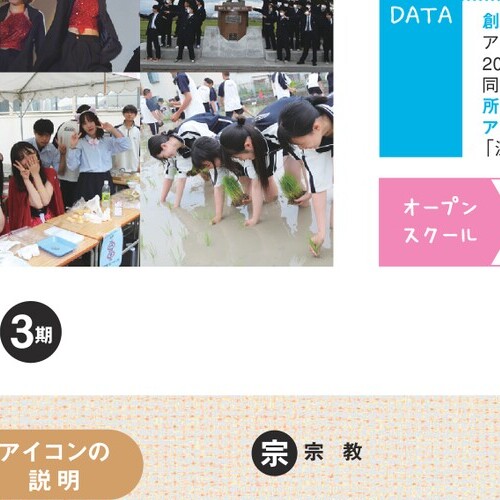 DATA
創
ア
20
同
所
ア
「
オープン
スクール
3期
アイコンの
説明
宗 宗 教